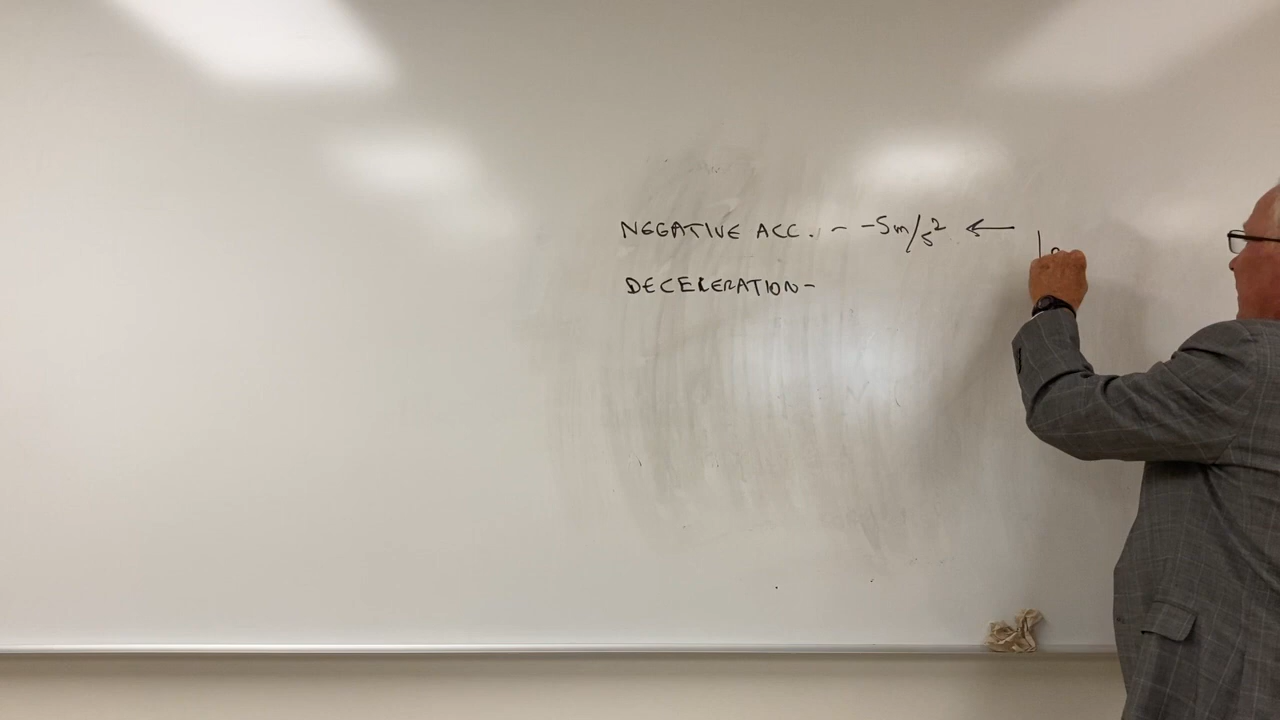 NEGATIVE ACC. - -5m/s² ←
DECELERATION-